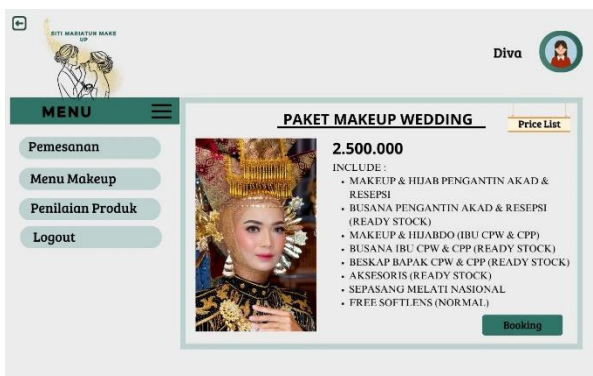 SITI MARIATUN MAKE
UP
Diva
MENU
Pemesanan
Menu Makeup
Penilaian Produk
Logout
PAKET MAKEUP WEDDING
Price List
2.500.000
INCLUDE :
• MAKEUP & HIJAB PENGANTIN AKAD &
RESEPSI
• BUSANA PENGANTIN AKAD & RESEPSI
(READY STOCK)
• MAKEUP & HIJABDO (IBU CPW & CPP)
• BUSANA IBU CPW & CPP (READY STOCK)
• BESKAP BAPAK CPW & CPP (READY STOCK)
• AKSESORIS (READY STOCK)
• SEPASANG MELATI NASIONAL
• FREE SOFTLENS (NORMAL)
Booking